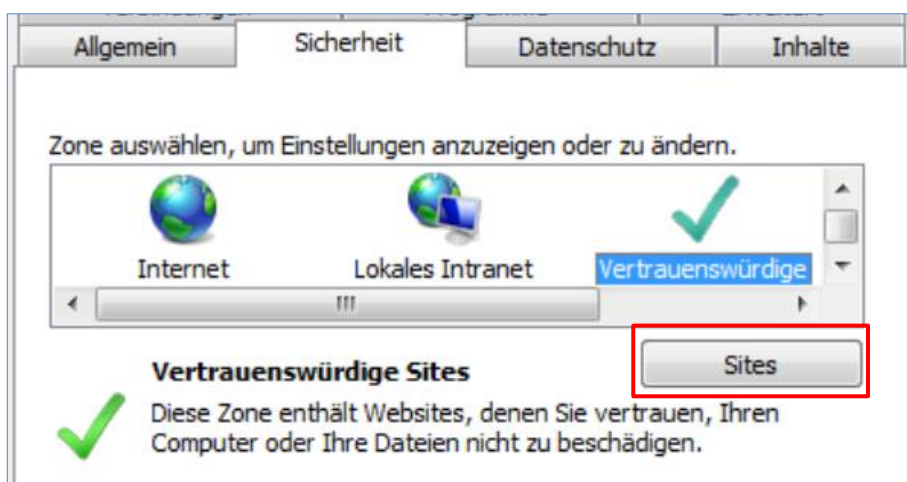 Allgemein Sicherheit Datenschutz Inhalte
Zone auswählen, um Einstellungen anzuzeigen oder zu ändern.
Internet Lokales Intranet Vertrauenswürdige
Sites
Vertrauenswürdige Sites
Diese Zone enthält Websites, denen Sie vertrauen, Ihren
Computer oder Ihre Dateien nicht zu beschädigen.